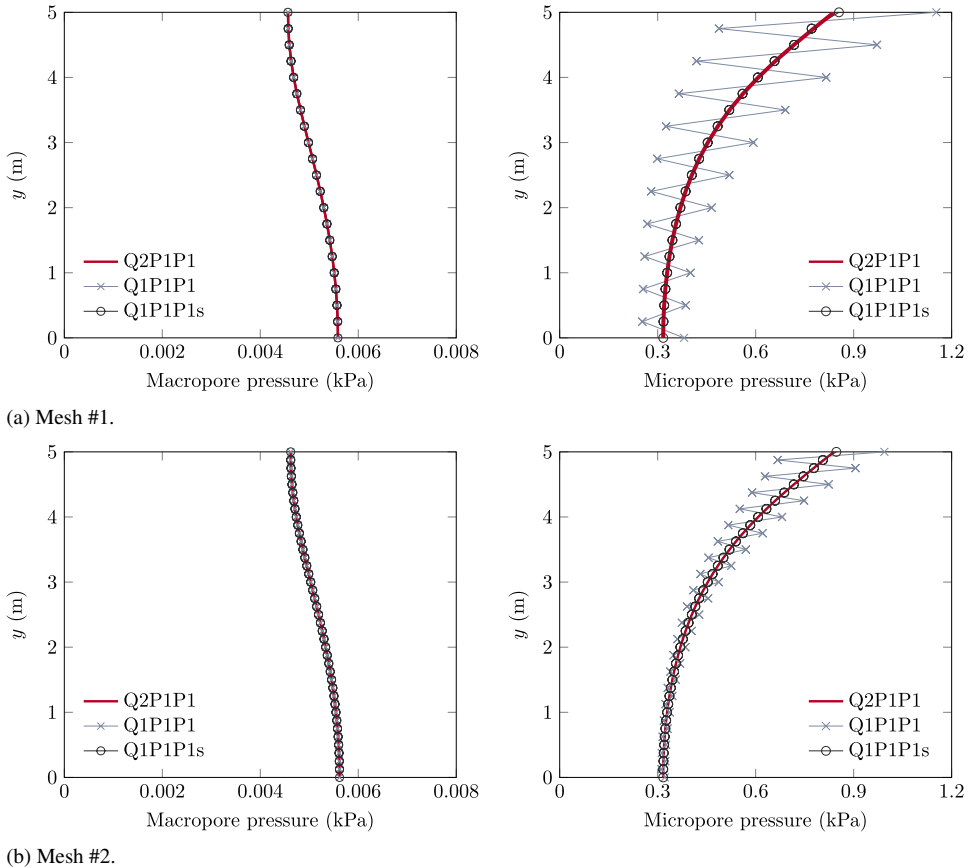 5
4
3
2
1
0
y (m)
Q2P1P1
Q1P1P1
Q1P1P1s
0 0.002 0.004 0.006 0.008
Macropore pressure (kPa)
5
4
3
2
1
0
y (m)
Q2P1P1
Q1P1P1
Q1P1P1s
0 0.3 0.6 0.9 1.2
Micropore pressure (kPa)
(a) Mesh #1.
5
4
3
2
1
0
y (m)
Q2P1P1
Q1P1P1
Q1P1P1s
0 0.002 0.004 0.006 0.008
Macropore pressure (kPa)
5
4
3
2
1
0
y (m)
Q2P1P1
Q1P1P1
Q1P1P1s
0 0.3 0.6 0.9 1.2
Micropore pressure (kPa)
(b) Mesh #2.